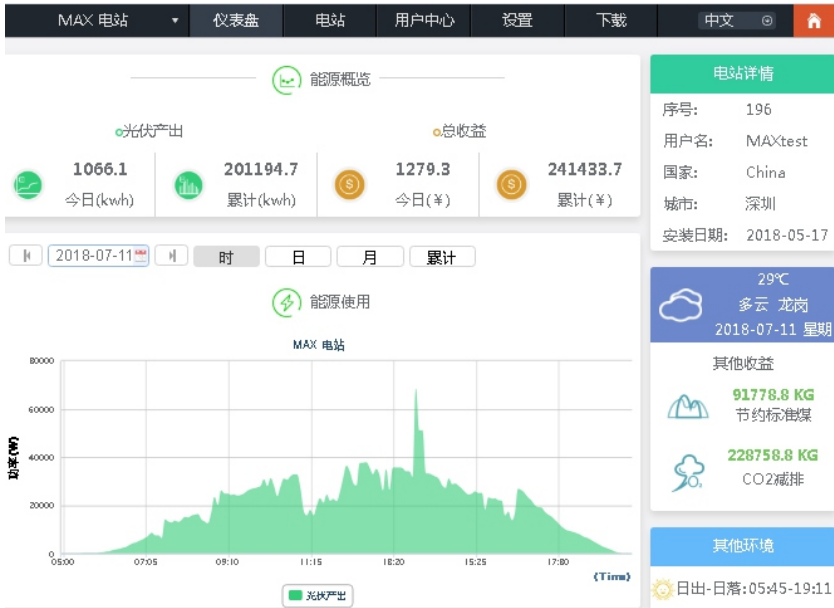 MAX 电站 仪表盘 电站 用户中心 设置 下载 中文
能源概览
光伏产出 总收益
1066.1 201194.7 1279.3 241433.7
今日(kwh) 累计(kwh) 今日(¥) 累计(¥)
2018-07-11 时 日 月 累计
能源使用
MAX 电站
功率(W)
80000
60000
40000
20000
0
05:00 07:05 09:10 11:15 15:25
(Time)
光伏产出
电站详情
序号: 196
用户名: MAXtest
国家: China
城市: 深圳
安装日期: 2018-05-17
29℃
多云 龙岗
2018-07-11 星期
其他收益
91778.8 KG
节约标准煤
228758.8 KG
CO2减排
其他环境
日出-日落:05:45-19:11